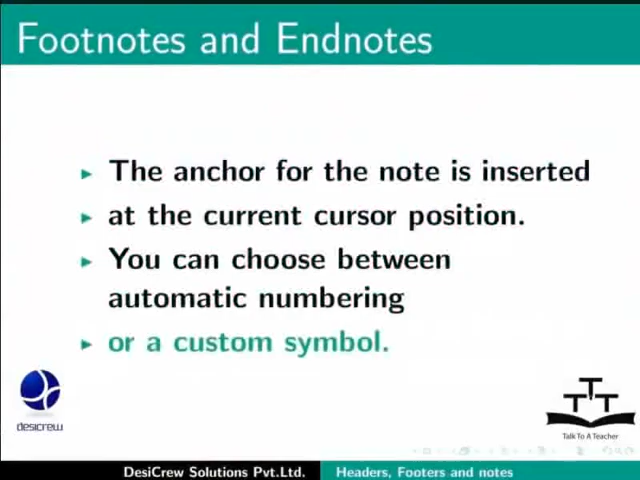 Footnotes and Endnotes
The anchor for the note is inserted
at the current cursor position.
You can choose between
automatic numbering
or a custom symbol.
desicrew
TTT
Talk To A Teacher
DesiCrew Solutions Pvt.Ltd. Headers, Footers and notes